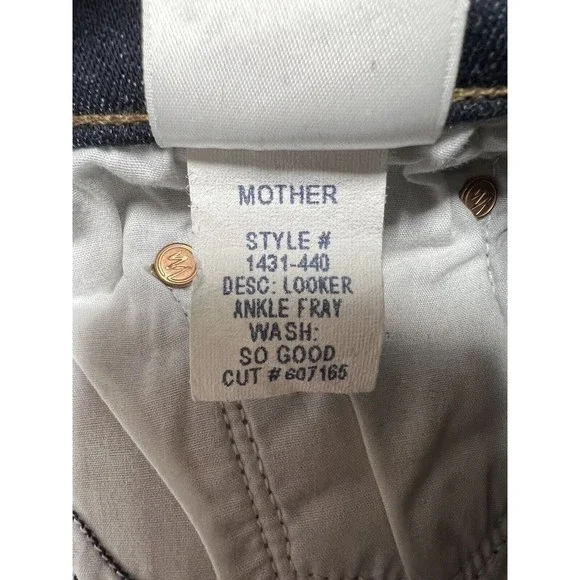 MOTHER
STYLE #
1431-440
DESC: LOOKER
ANKLE FRAY
WASH:
SO GOOD
CUT # 607165